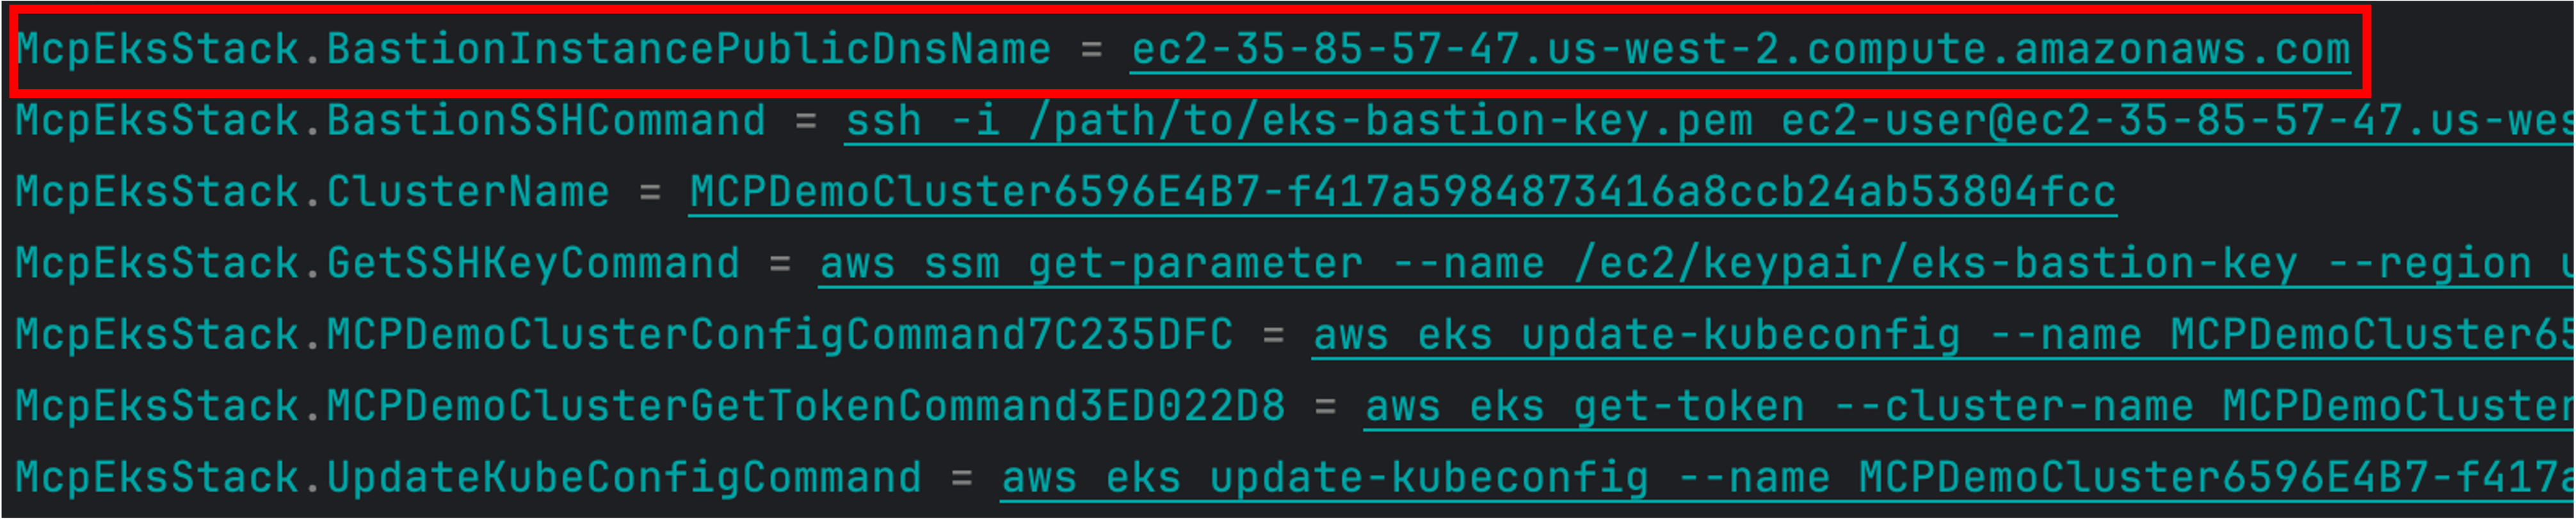 McpEksStack.BastionInstancePublicDnsName = ec2-35-85-57-47.us-west-2.compute.amazonaws.com
McpEksStack.BastionSSHCommand = ssh -i /path/to/eks-bastion-key.pem ec2-user@ec2-35-85-57-47.us-wes
McpEksStack.ClusterName = MCPDemoCluster6596E4B7-f417a5984873416a8ccb24ab53804fcc
McpEksStack.GetSSHKeyCommand = aws ssm get-parameter --name /ec2/keypair/eks-bastion-key --region u
McpEksStack.MCPDemoClusterConfigCommand7C235DFC = aws eks update-kubeconfig --name MCPDemoCluster65
McpEksStack.MCPDemoClusterGetTokenCommand3ED022D8 = aws eks get-token --cluster-name MCPDemoCluster
McpEksStack.UpdateKubeConfigCommand = aws eks update-kubeconfig --name MCPDemoCluster6596E4B7-f417a